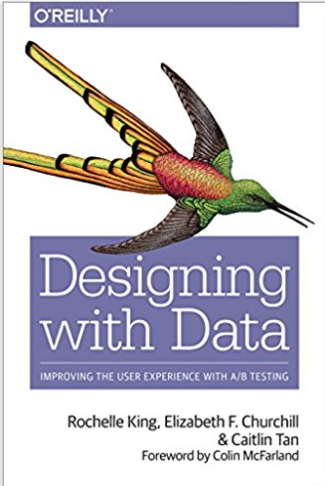 O'REILLY®
Designing
with Data
IMPROVING THE USER EXPERIENCE WITH A/B TESTING
Rochelle King, Elizabeth F. Churchill
& Caitlin Tan
Foreword by Colin McFarland